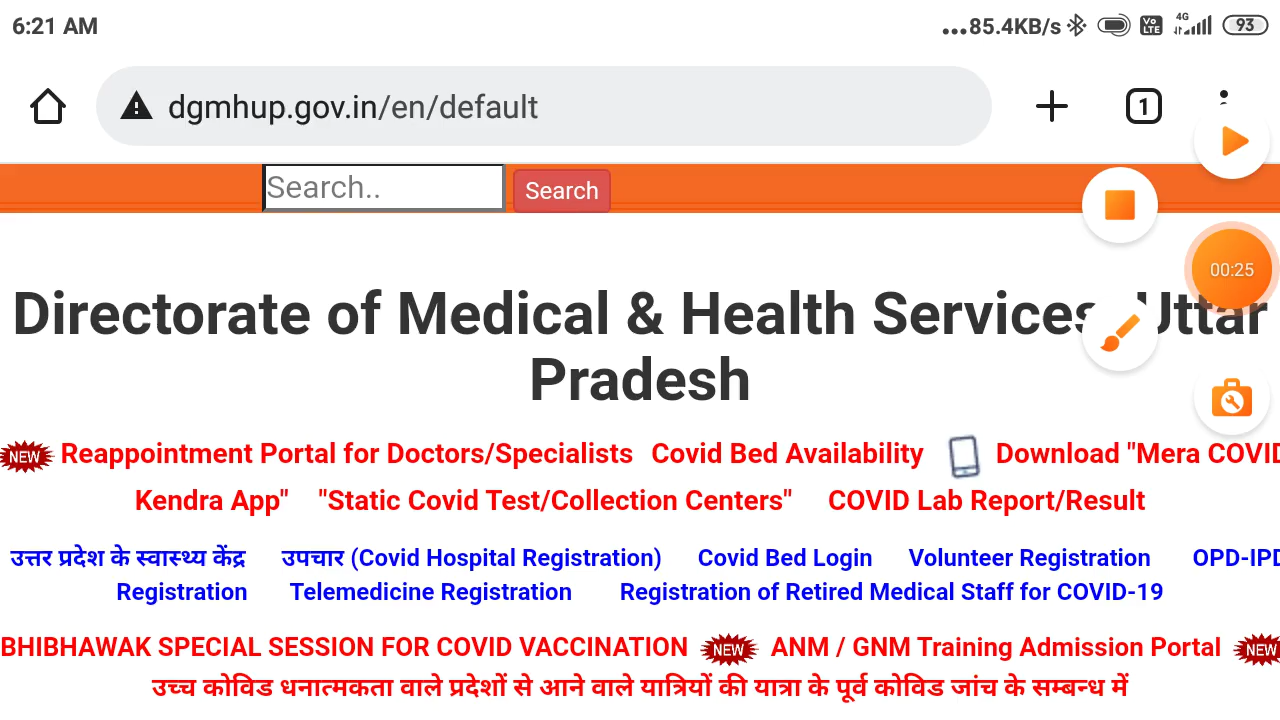 6:21 AM
...85.4KB/s VoLTE 4G 93
dgmhup.gov.in/en/default 1
Search.. Search
00:25
Directorate of Medical & Health Services Uttar
Pradesh
NEW Reappointment Portal for Doctors/Specialists Covid Bed Availability Download "Mera COVID
Kendra App" "Static Covid Test/Collection Centers" COVID Lab Report/Result
उत्तर प्रदेश के स्वास्थ्य केंद्र उपचार (Covid Hospital Registration) Covid Bed Login Volunteer Registration OPD-IPD
Registration Telemedicine Registration Registration of Retired Medical Staff for COVID-19
BHIBHAWAK SPECIAL SESSION FOR COVID VACCINATION NEW ANM / GNM Training Admission Portal NEW
उच्च कोविड धनात्मकता वाले प्रदेशों से आने वाले यात्रियों की यात्रा के पूर्व कोविड जांच के सम्बन्ध में